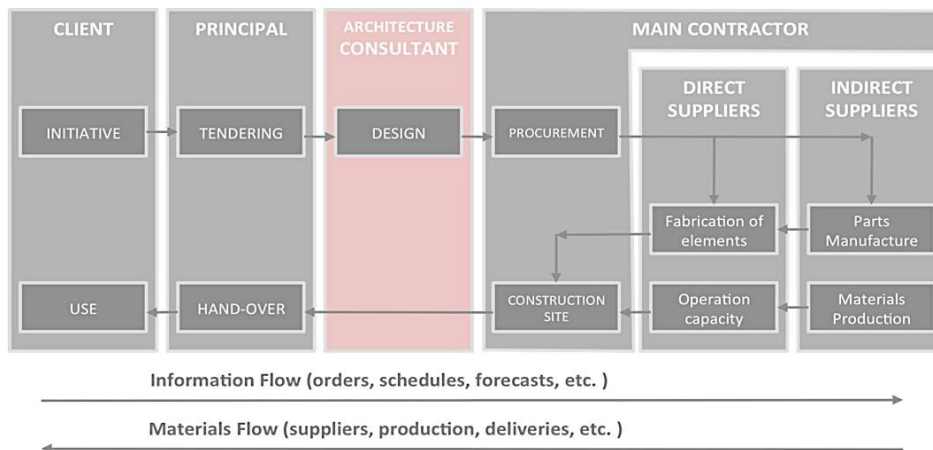 CLIENT
PRINCIPAL
ARCHITECTURE
CONSULTANT
MAIN CONTRACTOR
DIRECT
SUPPLIERS
INDIRECT
SUPPLIERS
INITIATIVE
TENDERING
DESIGN
PROCUREMENT
Fabrication of
elements
Parts
Manufacture
USE
HAND-OVER
CONSTRUCTION
SITE
Operation
capacity
Materials
Production
Information Flow (orders, schedules, forecasts, etc. )
Materials Flow (suppliers, production, deliveries, etc. )